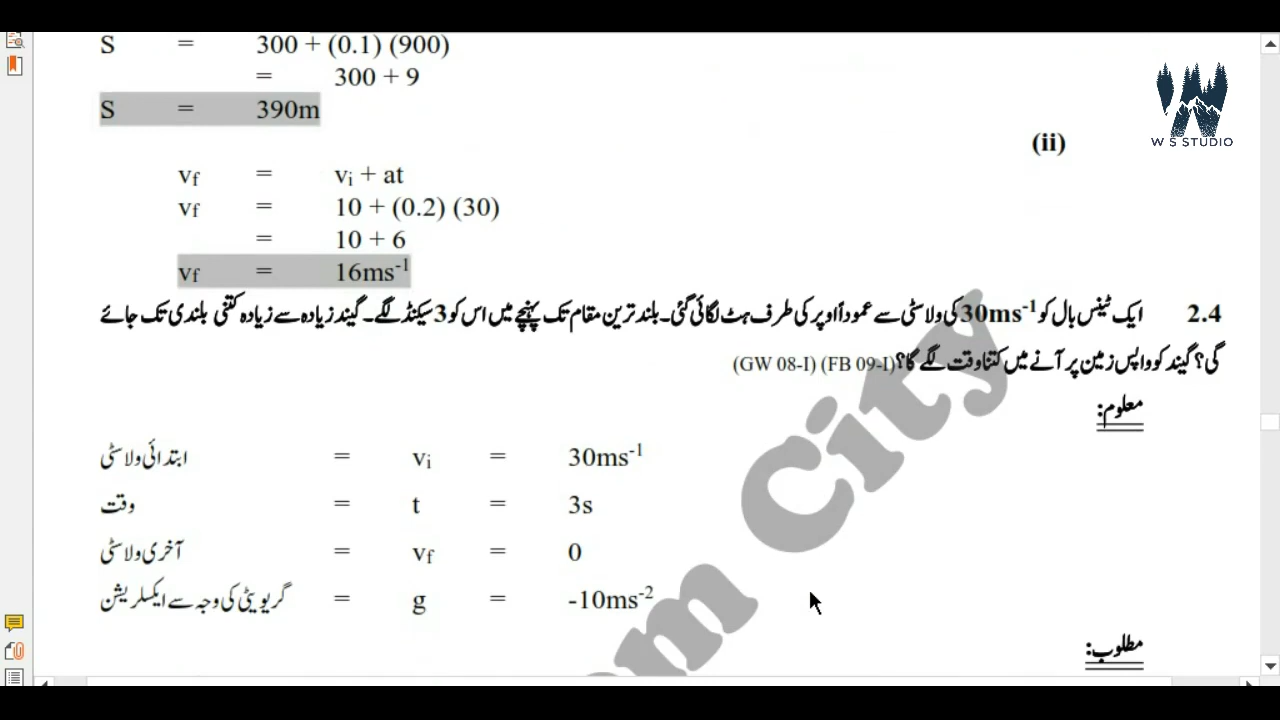 S = 300 + (0.1) (900)
= 300 + 9
S = 390m
W S STUDIO
(ii)
vf = vi + at
vf = 10 + (0.2) (30)
= 10 + 6
vf = 16ms-1
2.4 ایک ٹینس بال کو 30ms-1 کی ولاسٹی سے عموداً اوپر کی طرف ہٹ لگائی گئی۔ بلند ترین مقام تک پہنچے میں اس کو 3 سیکنڈ لگے۔ گیند زیادہ سے زیادہ کتنی بلندی تک جائے
گی؟ گیند کو واپس زمین پر آنے میں کتنا وقت لگے گا؟ (GW 08-I) (FB 09-I)
معلوم:
ابتدائی ولاسٹی = vi = 30ms-1
وقت = t = 3s
آخری ولاسٹی = vf = 0
گریویٹی کی وجہ سے ایکسلریشن = g = -10ms-2
مطلوب:
om City